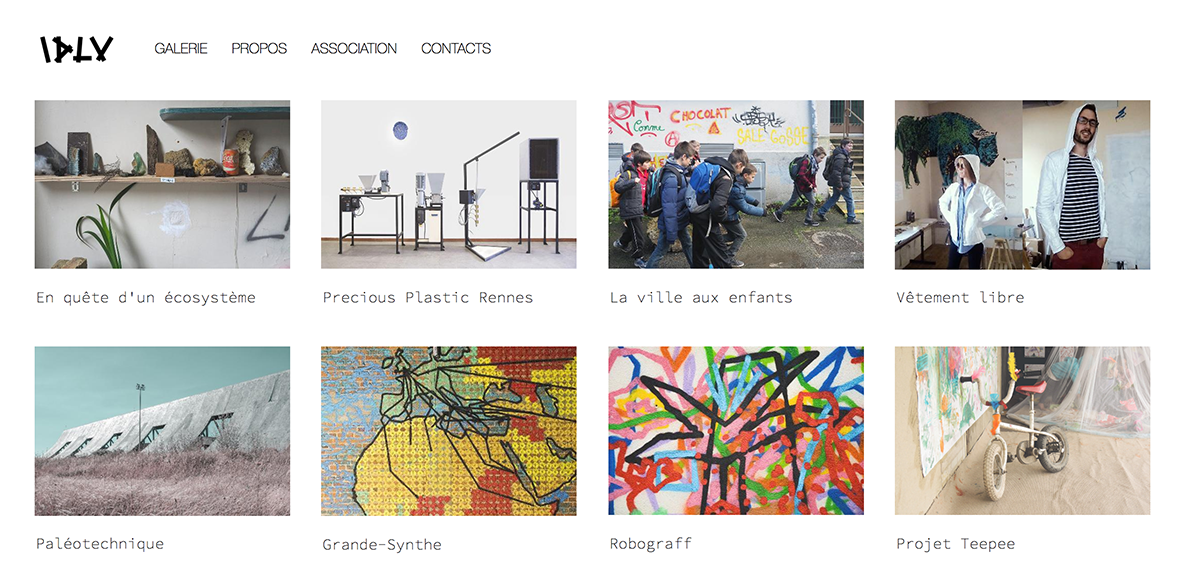 IDLV
GALERIE PROPOS ASSOCIATION CONTACTS
CHOCOLAT
Comme
SALE GOSSE
En quête d'un écosystème
Precious Plastic Rennes
La ville aux enfants
Vêtement libre
Paléotechnique
Grande-Synthe
Robograff
Projet Teepee